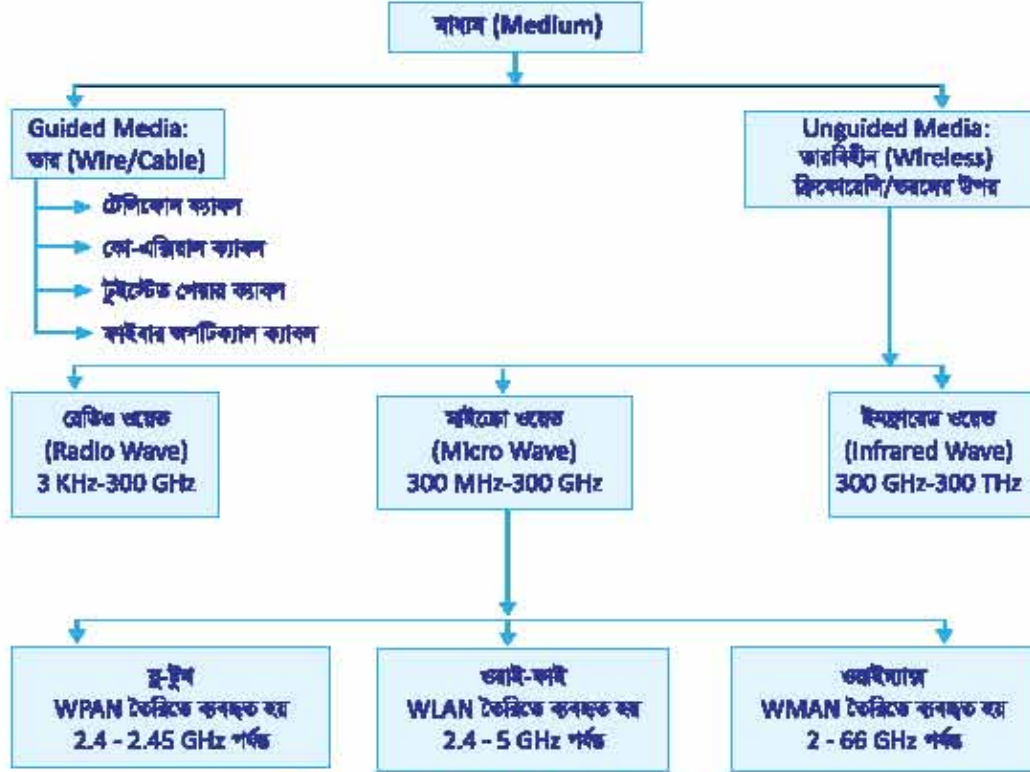 মাধ্যম (Medium)
Guided Media:
তার (Wire/Cable)
টেলিফোন ক্যাবল
কো-এক্সিয়াল ক্যাবল
টুইস্টেড পেয়ার ক্যাবল
ফাইবার অপটিক্যাল ক্যাবল
Unguided Media:
তারবিহীন (Wireless)
ফ্রিকোয়েন্সি/তরঙ্গের উপর
রেডিও ওয়েভ
(Radio Wave)
3 KHz-300 GHz
মাইক্রো ওয়েভ
(Micro Wave)
300 MHz-300 GHz
ইনফ্রারেড ওয়েভ
(Infrared Wave)
300 GHz-300 THz
ব্লু-টুথ
WPAN তৈরিতে ব্যবহৃত হয়
2.4 - 2.45 GHz পর্যন্ত
ওয়াই-ফাই
WLAN তৈরিতে ব্যবহৃত হয়
2.4 - 5 GHz পর্যন্ত
ওয়াইম্যাক্স
WMAN তৈরিতে ব্যবহৃত হয়
2 - 66 GHz পর্যন্ত